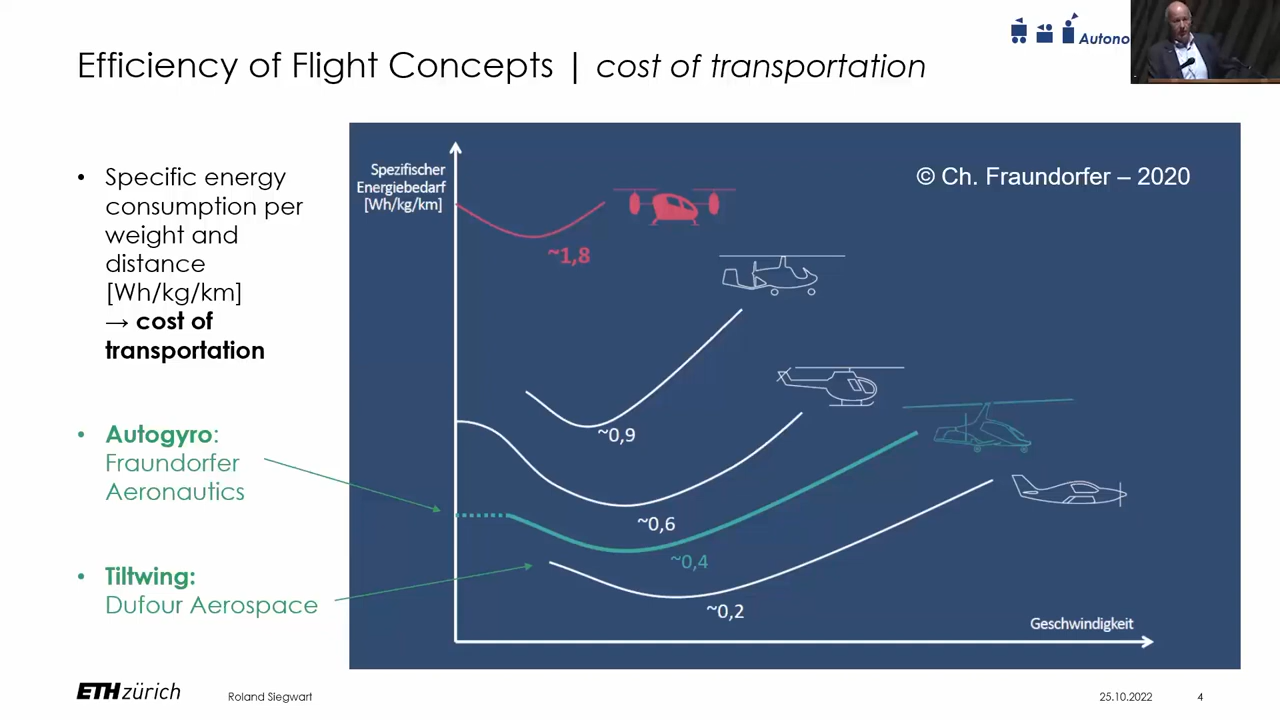 Autono
Efficiency of Flight Concepts | cost of transportation
• Specific energy
consumption per
weight and
distance
[Wh/kg/km]
→ cost of
transportation
• Autogyro:
Fraundorfer
Aeronautics
• Tiltwing:
Dufour Aerospace
Spezifischer
Energiebedarf
[Wh/kg/km]
© Ch. Fraundorfer – 2020
~1,8
~0,9
~0,6
~0,4
~0,2
Geschwindigkeit
ETH zürich
Roland Siegwart
25.10.2022
4